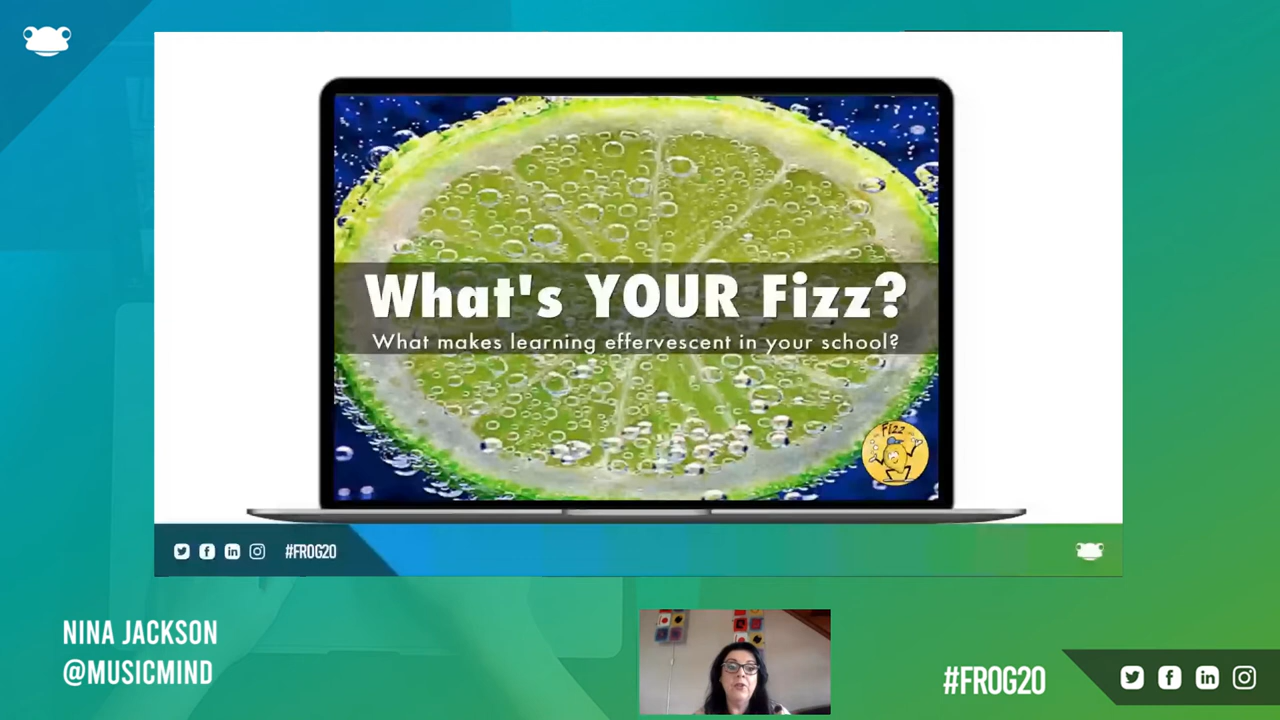 What's YOUR Fizz?
What makes learning effervescent in your school?
FIZZ
#FROG20
NINA JACKSON
@MUSICMIND
#FROG20